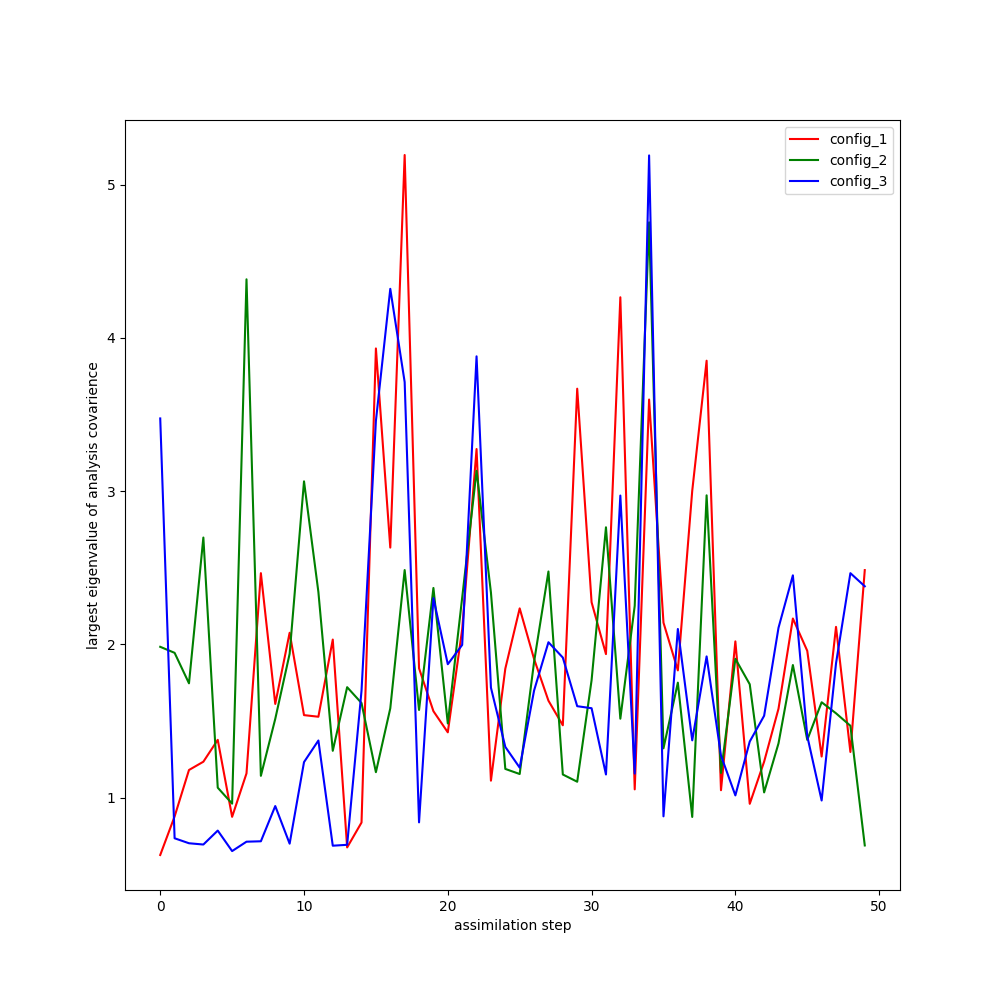 config_1
config_2
config_3
5
4
3
2
1
largest eigenvalue of analysis covarience
0 10 20 30 40 50
assimilation step